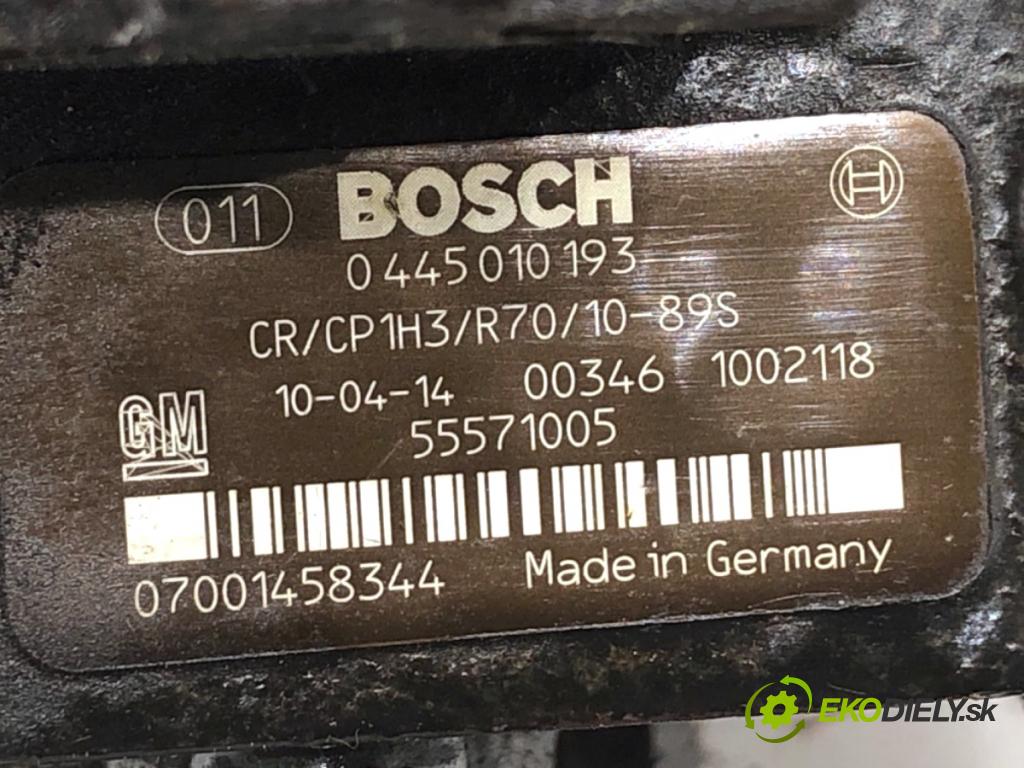 011 BOSCH
0 445 010 193
CR/CP1H3/R70/10-89S
10-04-14 00346 1002118
GM 55571005
07001458344 Made in Germany
EKODIELY.sk